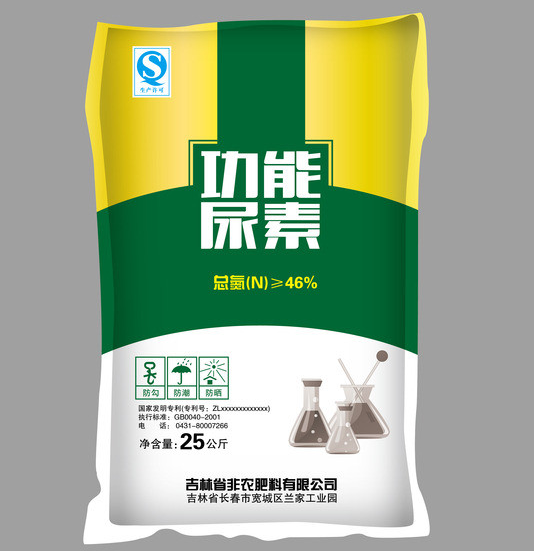 生产许可
功能
尿素
总氮(N)≥46%
防勾 防潮 防晒
国家发明专利(专利号：ZLxxxxxxxxxxxxx)
执行标准：GB0040-2001
电　话：0431-80007266
净含量：25公斤
吉林省非农肥料有限公司
吉林省长春市宽城区兰家工业园